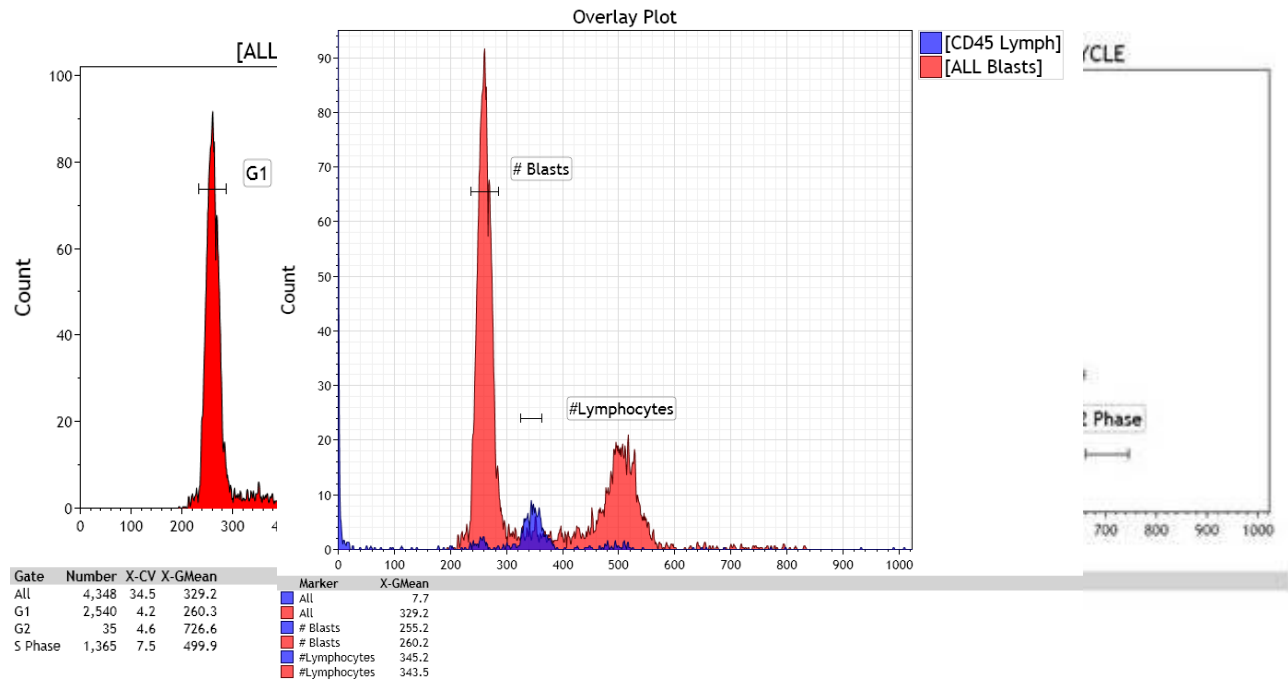 Overlay Plot
[ALL
YCLE
[CD45 Lymph]
[ALL Blasts]
100
80
60
40
20
0
Count
G1
0 100 200 300
90
80
70
60
50
40
30
20
10
0
Count
# Blasts
#Lymphocytes
0 100 200 300 400 500 600 700 800 900 1000
Phase
700 800 900 1000
Gate Number X-CV X-GMean
All 4,348 34.5 329.2
G1 2,540 4.2 260.3
G2 35 4.6 726.6
S Phase 1,365 7.5 499.9
Marker X-GMean
All 7.7
All 329.2
# Blasts 255.2
# Blasts 260.2
#Lymphocytes 345.2
#Lymphocytes 343.5